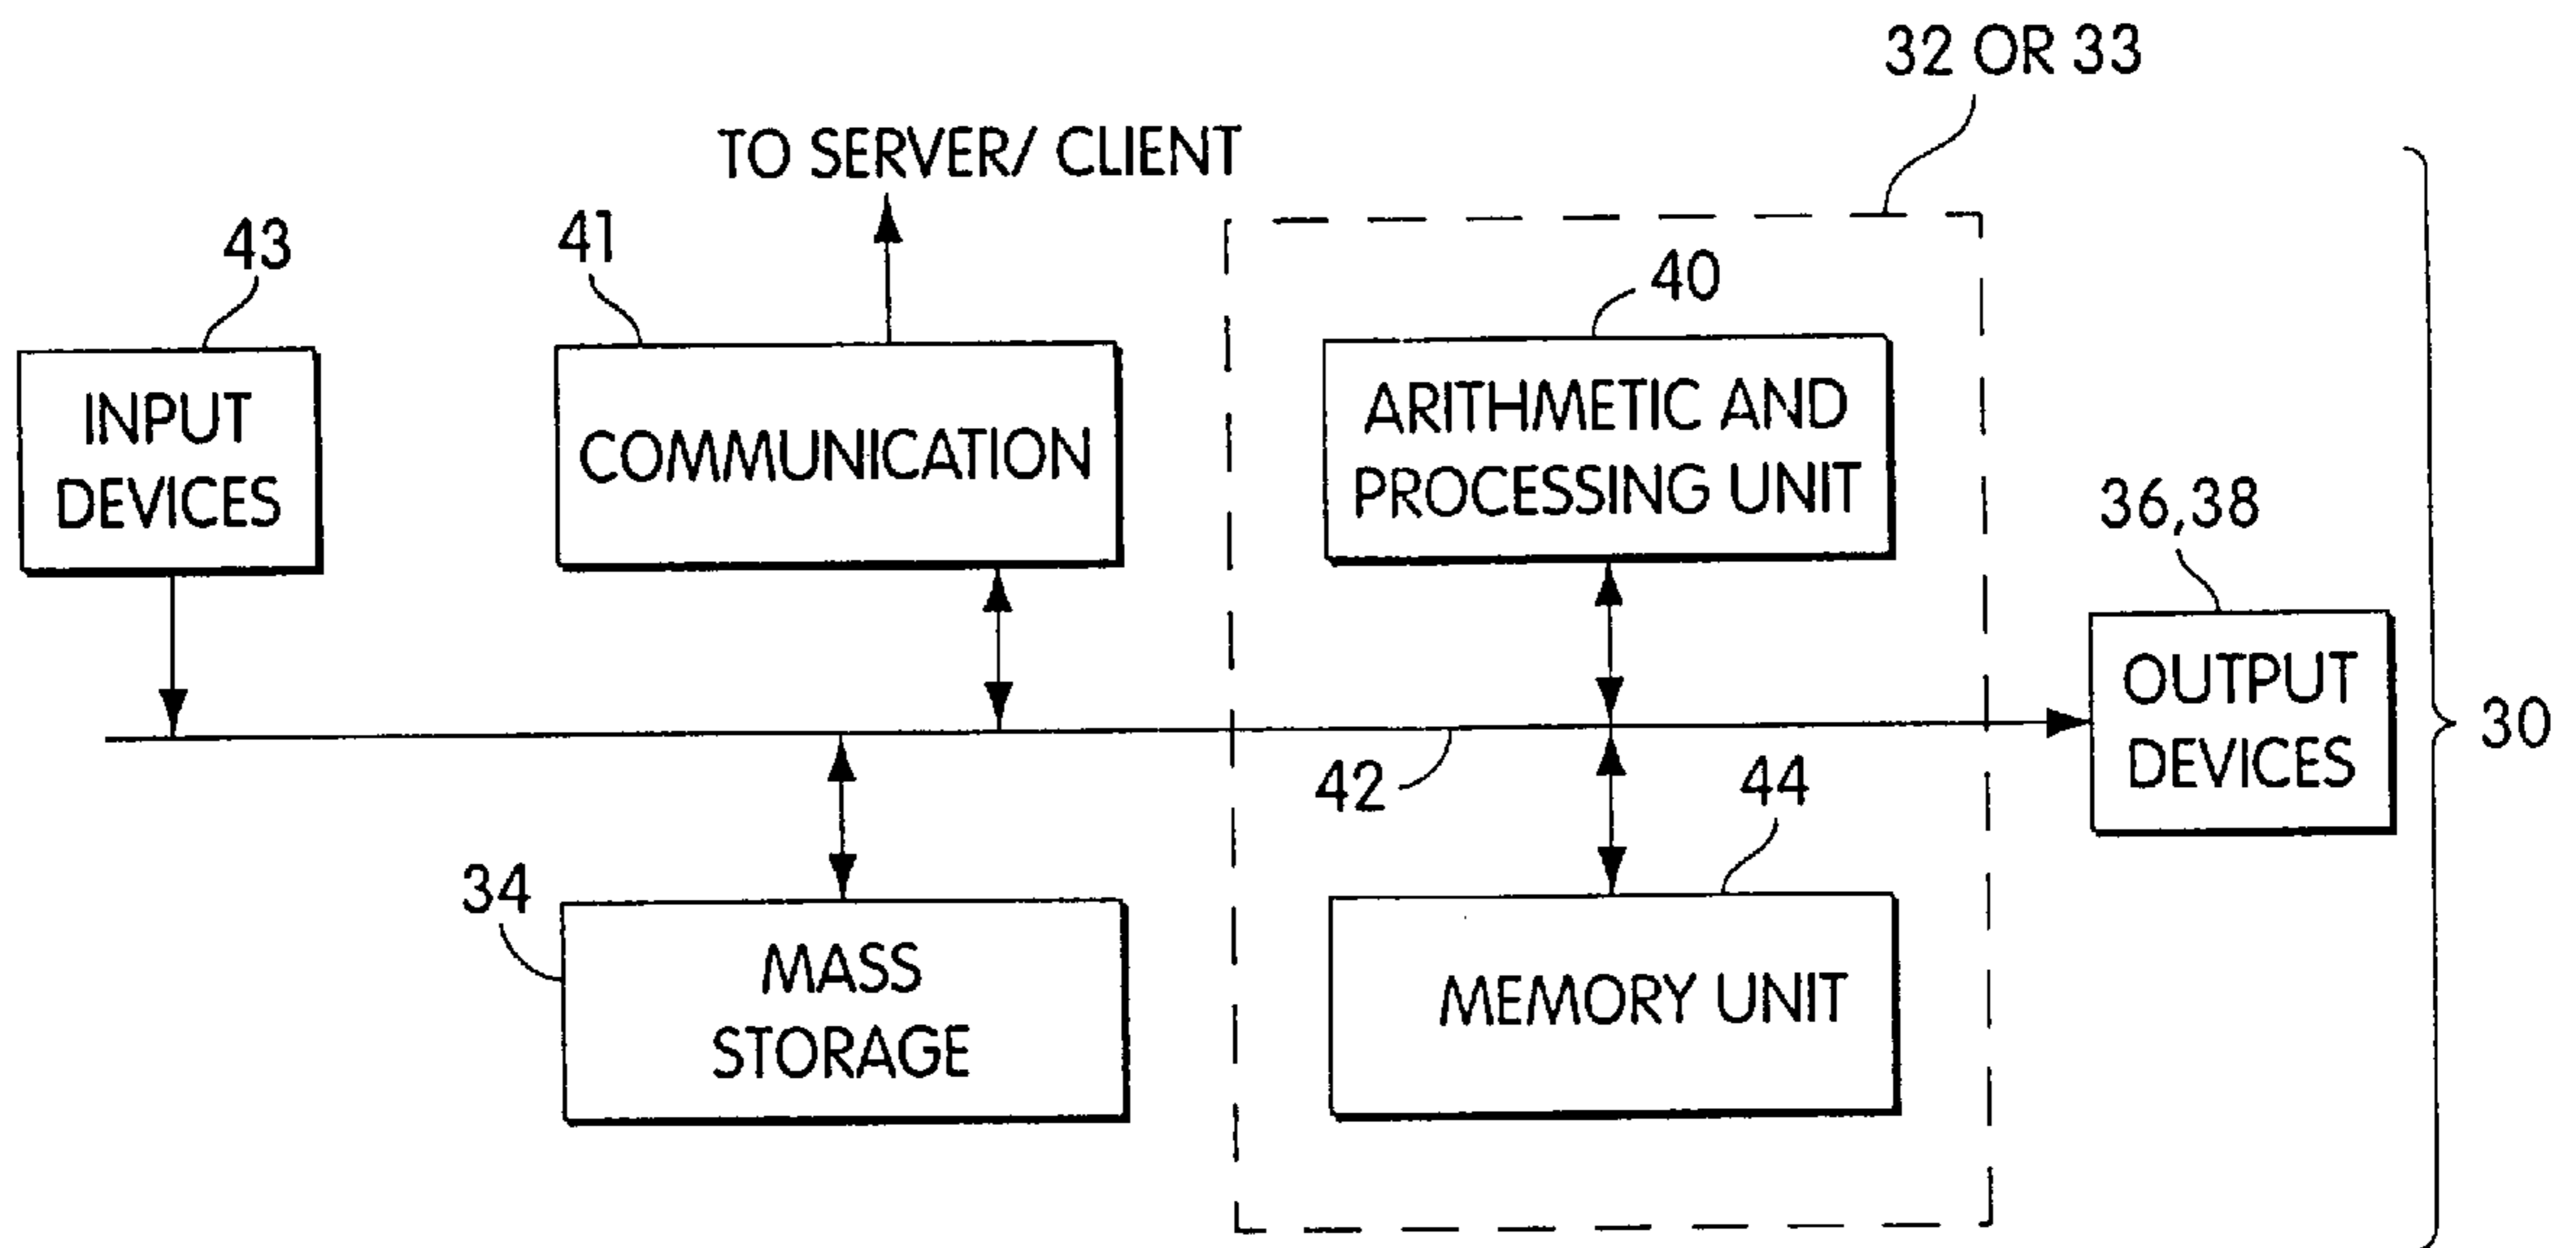 32 OR 33
TO SERVER/ CLIENT
43
41
40
INPUT
DEVICES
COMMUNICATION
ARITHMETIC AND
PROCESSING UNIT
36,38
OUTPUT
DEVICES
30
42
44
34
MASS
STORAGE
MEMORY UNIT